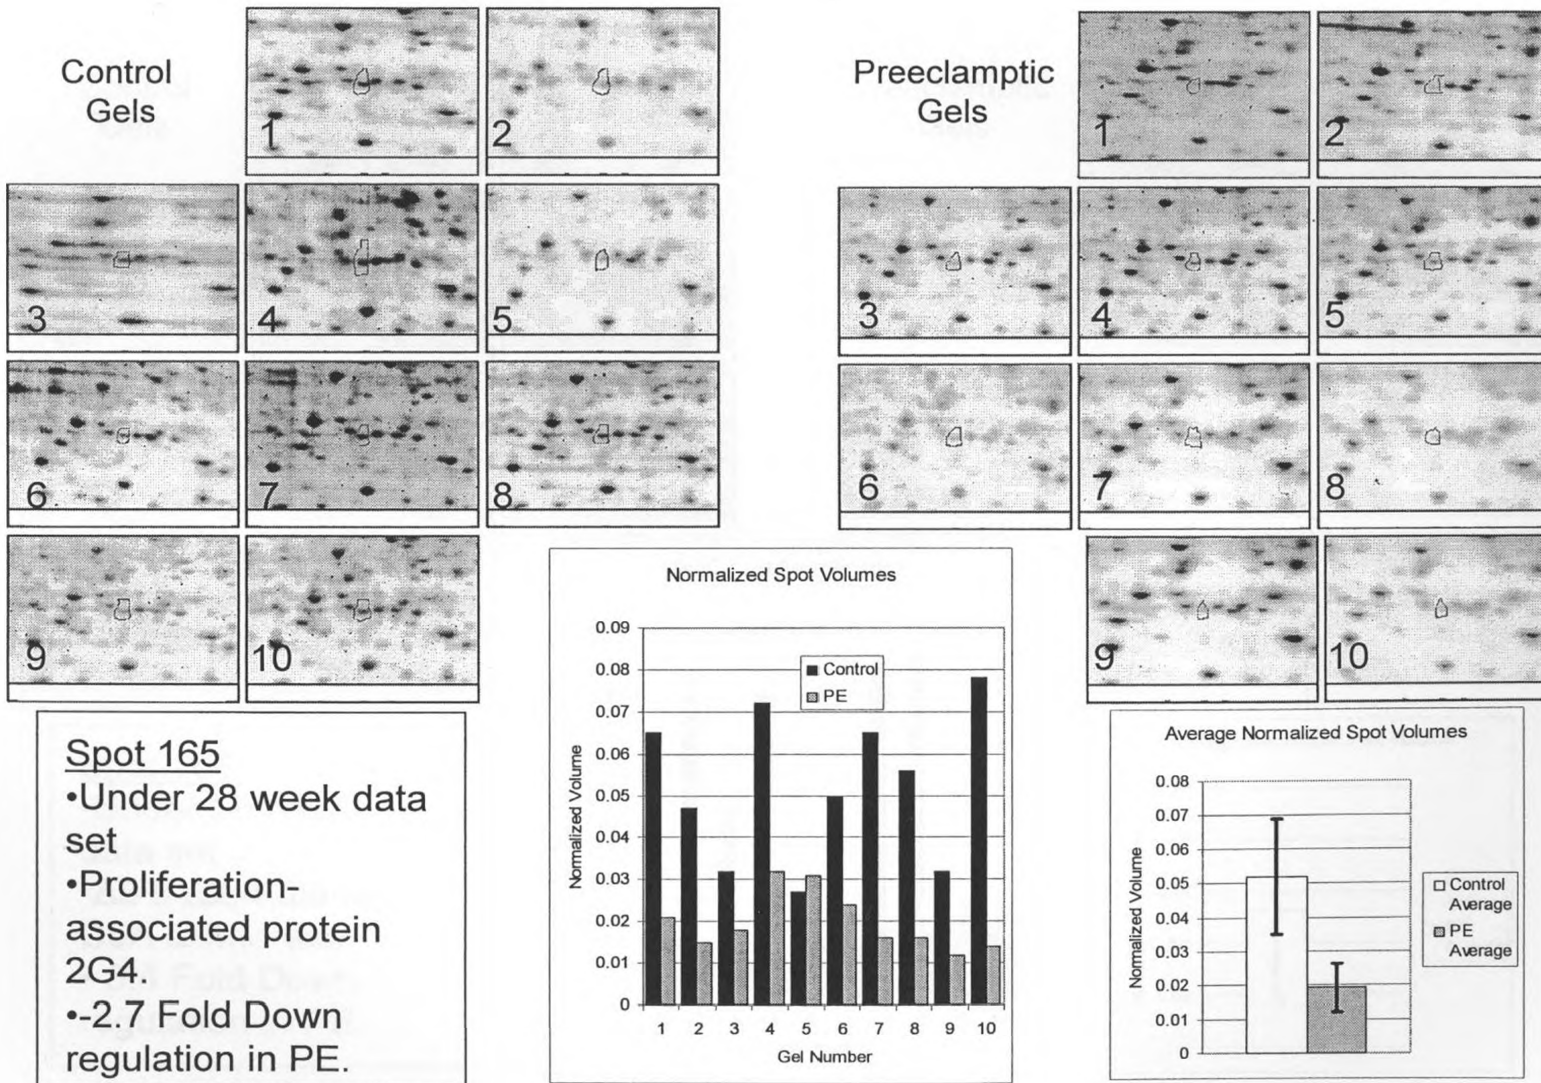 Control
Gels
1
2
3
4
5
6
7
8
9
10
Preeclamptic
Gels
1
2
3
4
5
6
7
8
9
10
Spot 165
•Under 28 week data
set
•Proliferation-
associated protein
2G4.
•-2.7 Fold Down
regulation in PE.
Normalized Spot Volumes
Normalized Volume
0.09
0.08
0.07
0.06
0.05
0.04
0.03
0.02
0.01
0
Control
PE
1 2 3 4 5 6 7 8 9 10
Gel Number
Average Normalized Spot Volumes
Normalized Volume
0.08
0.07
0.06
0.05
0.04
0.03
0.02
0.01
0
Control
Average
PE
Average